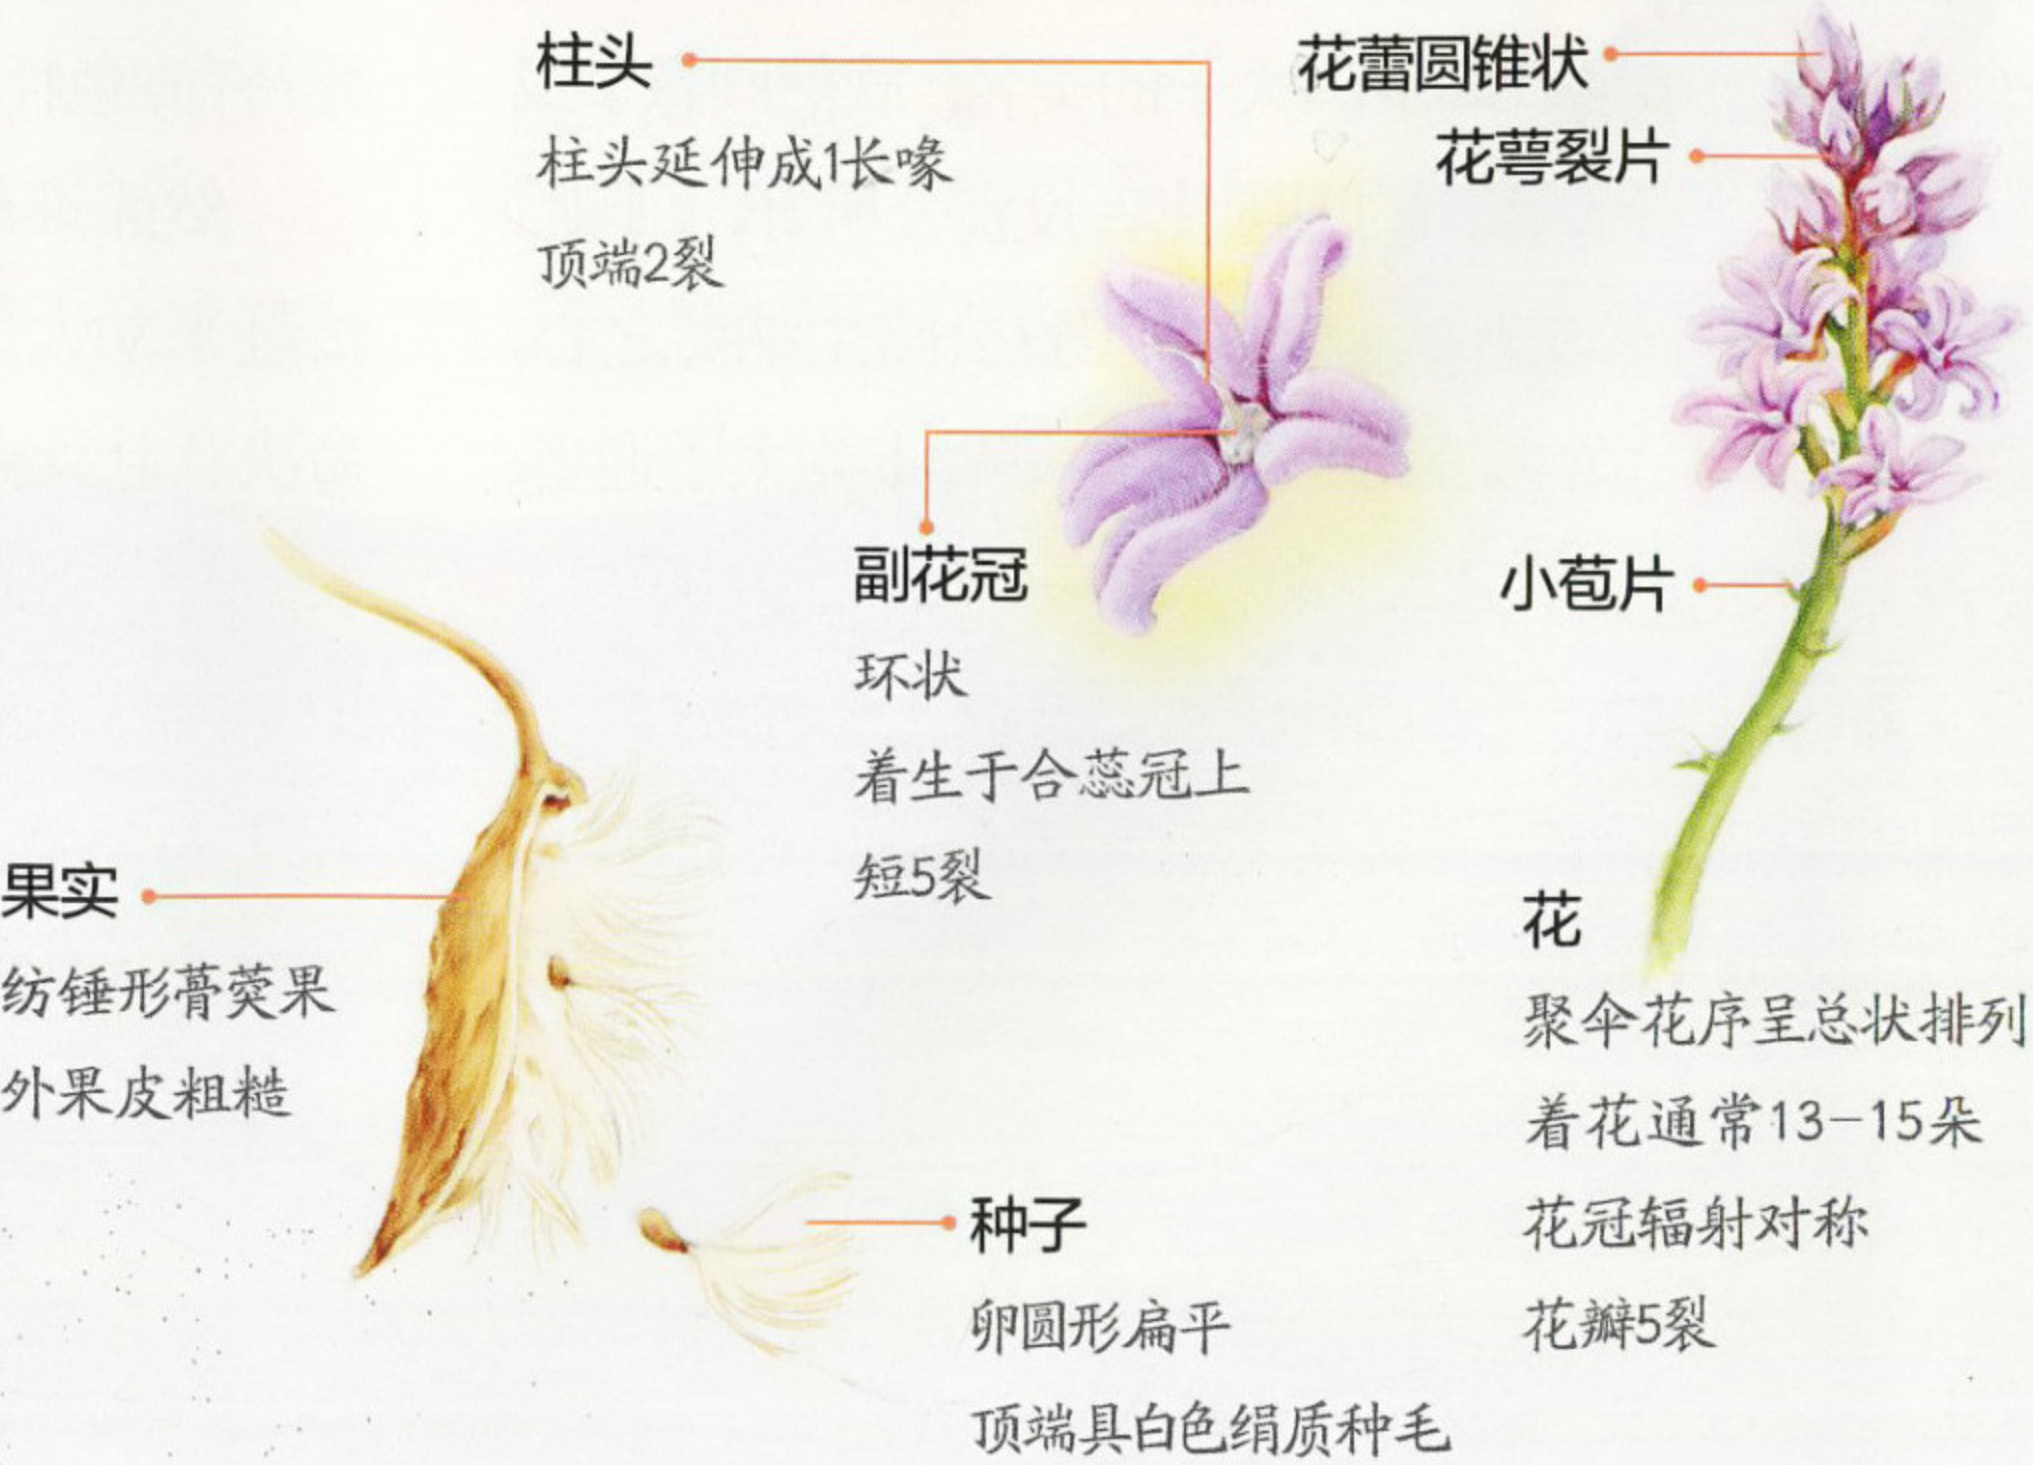 柱头
柱头延伸成1长喙
顶端2裂
花蕾圆锥状
花萼裂片
副花冠
环状
着生于合蕊冠上
短5裂
小苞片
果实
纺锤形蓇葖果
外果皮粗糙
种子
卵圆形扁平
顶端具白色绢质种毛
花
聚伞花序呈总状排列
着花通常13-15朵
花冠辐射对称
花瓣5裂